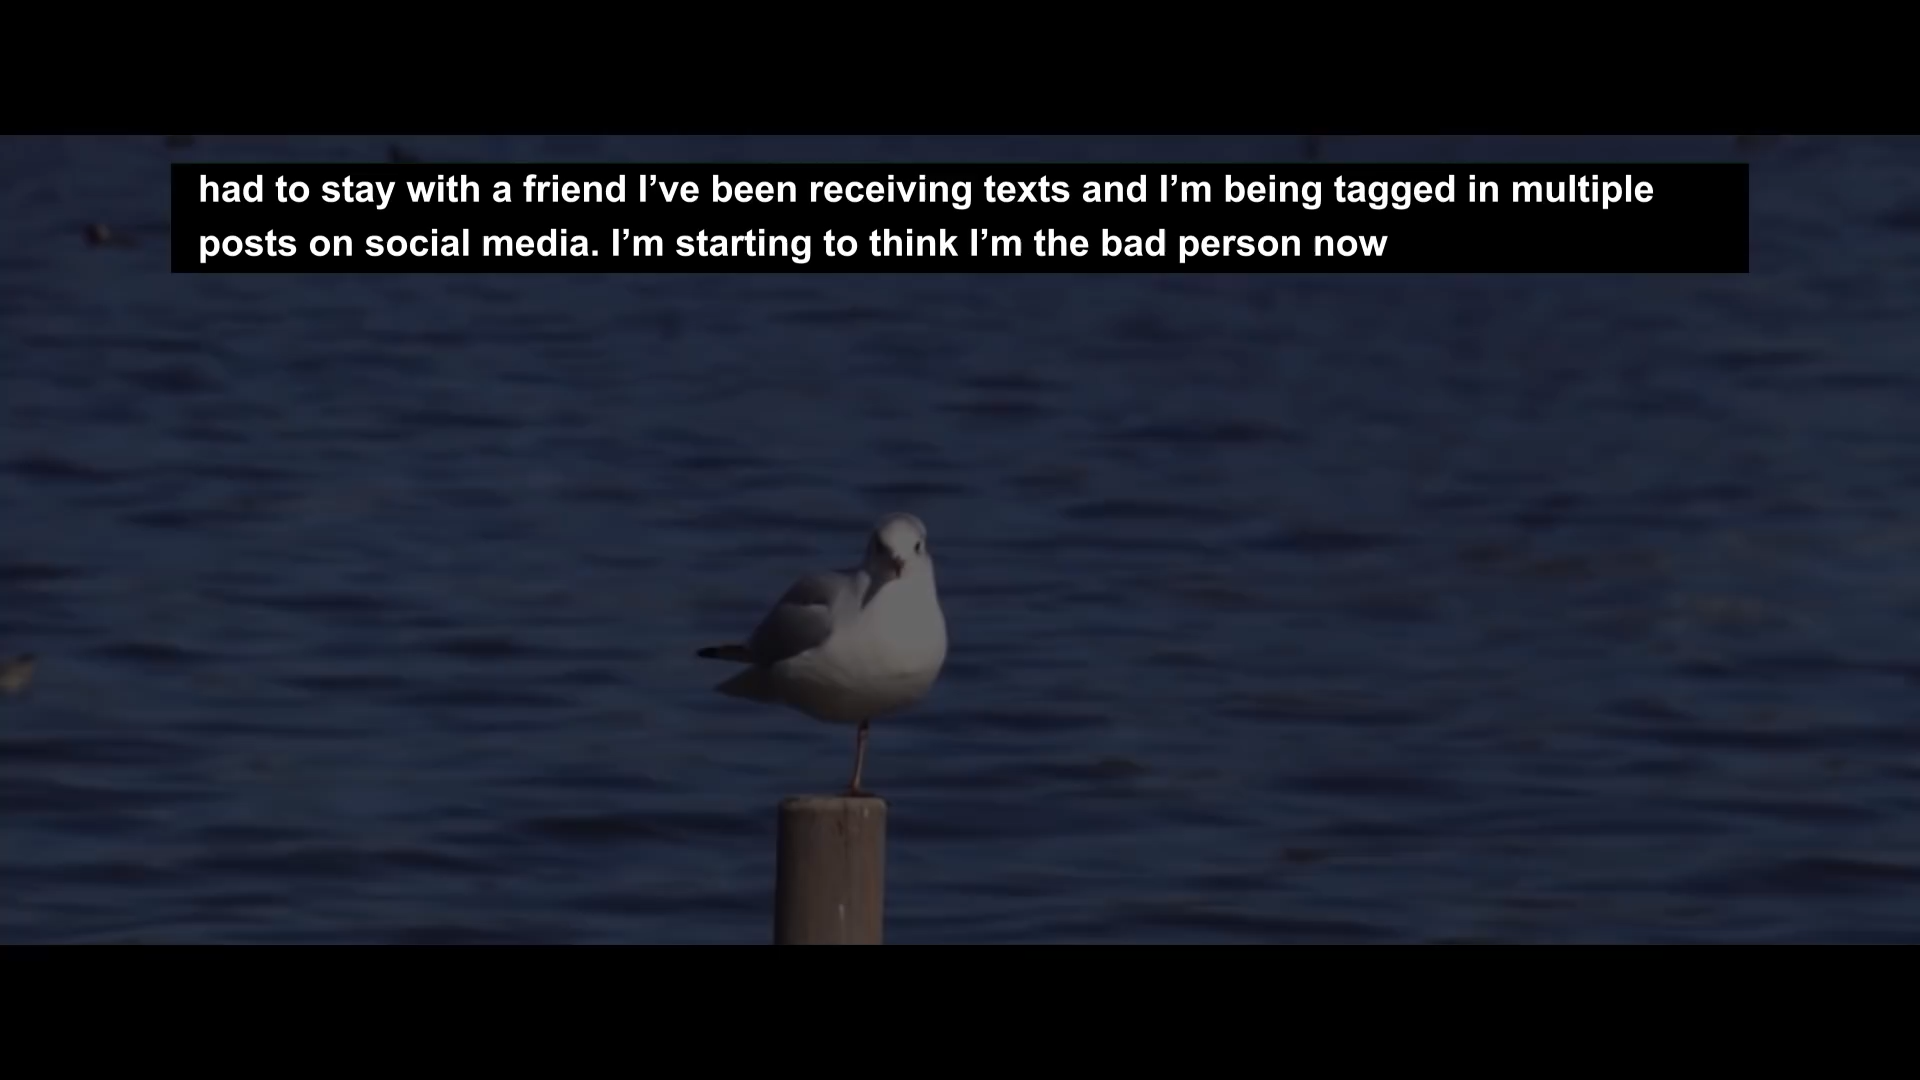 had to stay with a friend I’ve been receiving texts and I’m being tagged in multiple
posts on social media. I’m starting to think I’m the bad person now